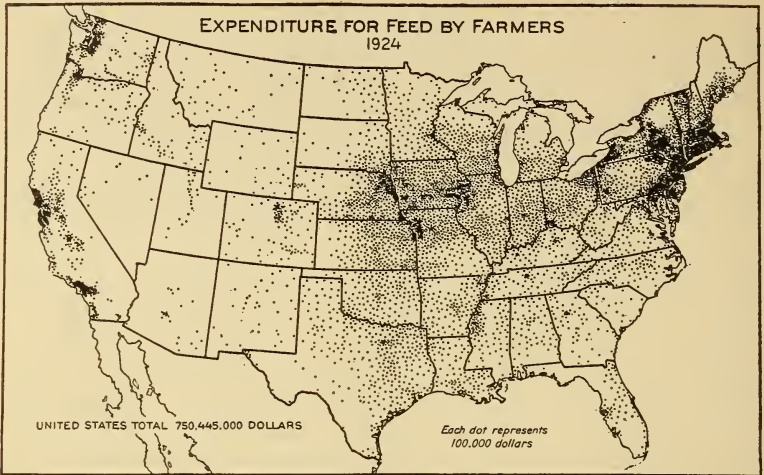 EXPENDITURE FOR FEED BY FARMERS
1924
UNITED STATES TOTAL 750,445,000 DOLLARS
Each dot represents
100,000 dollars